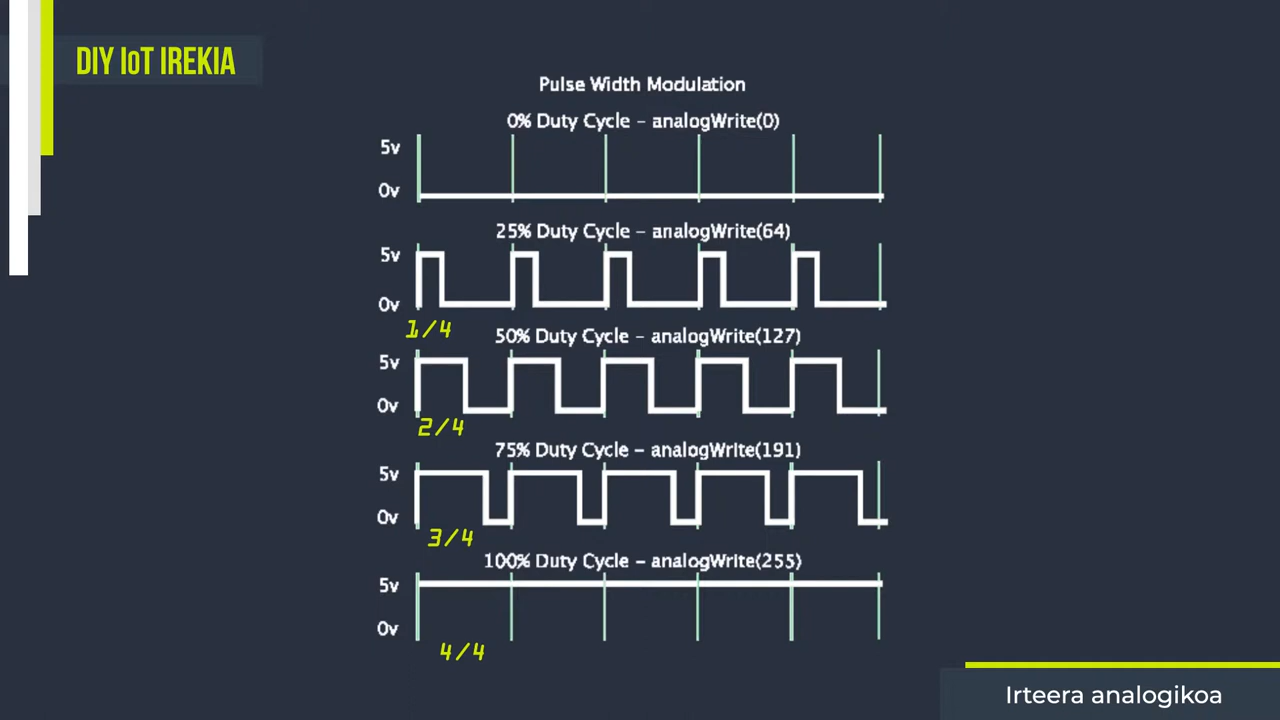 DIY IoT IREKIA
Pulse Width Modulation
0% Duty Cycle – analogWrite(0)
5v
0v
25% Duty Cycle – analogWrite(64)
5v
0v
1/4
50% Duty Cycle – analogWrite(127)
5v
0v
2/4
75% Duty Cycle – analogWrite(191)
5v
0v
3/4
100% Duty Cycle – analogWrite(255)
5v
0v
4/4
Irteera analogikoa